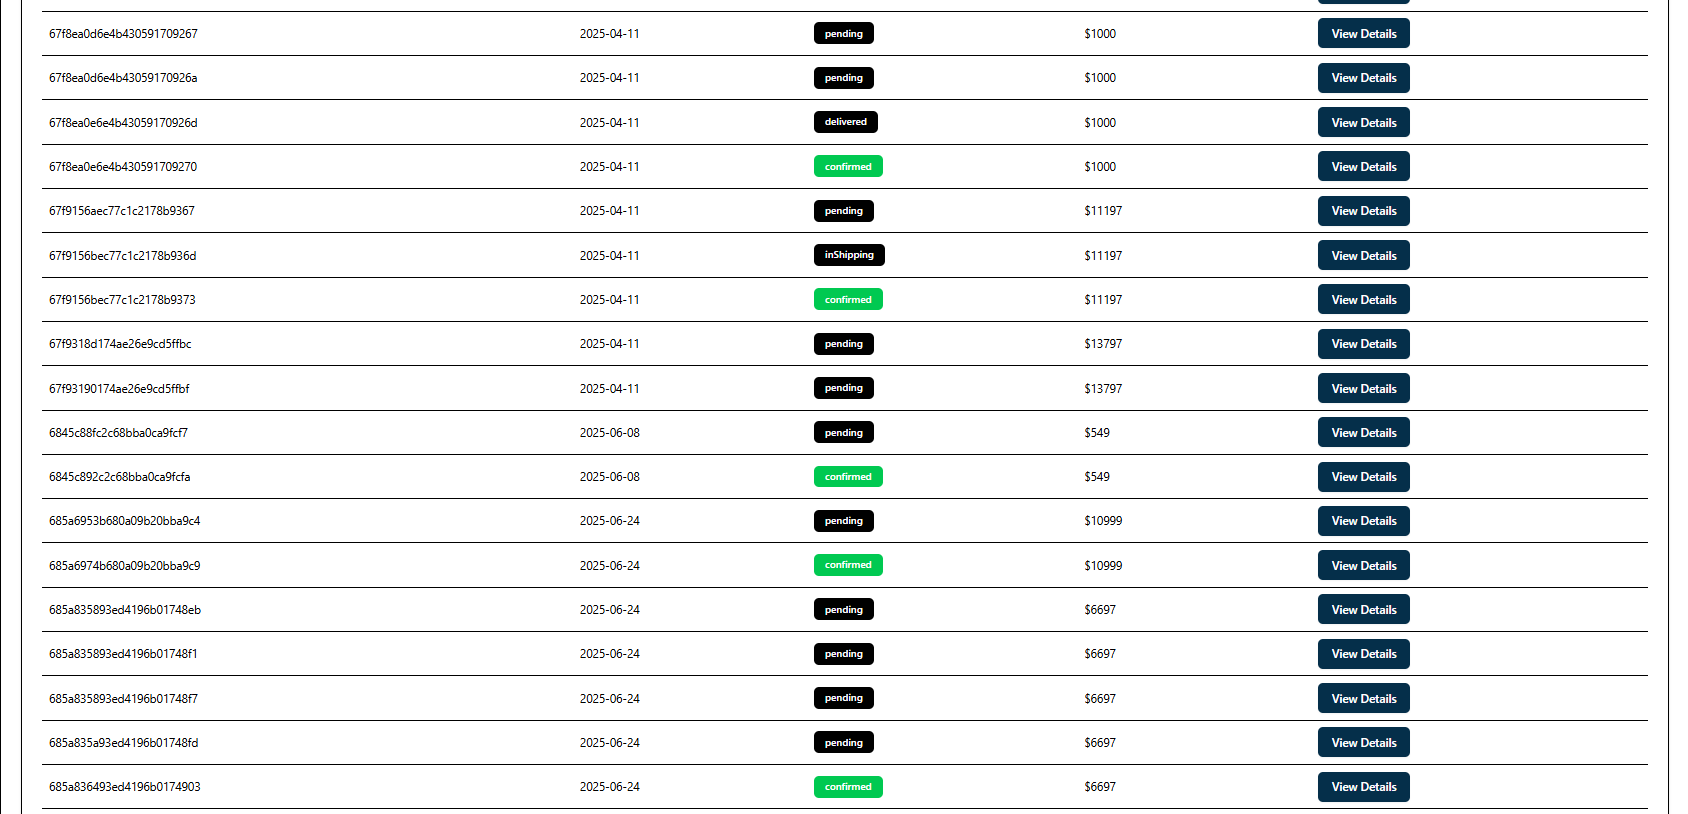 67f8ea0d6e4b430591709267 2025-04-11 pending $1000 View Details
67f8ea0d6e4b43059170926a 2025-04-11 pending $1000 View Details
67f8ea0e6e4b43059170926d 2025-04-11 delivered $1000 View Details
67f8ea0e6e4b430591709270 2025-04-11 confirmed $1000 View Details
67f9156aec77c1c2178b9367 2025-04-11 pending $11197 View Details
67f9156bec77c1c2178b936d 2025-04-11 inShipping $11197 View Details
67f9156bec77c1c2178b9373 2025-04-11 confirmed $11197 View Details
67f9318d174ae26e9cd5ffbc 2025-04-11 pending $13797 View Details
67f93190174ae26e9cd5ffbf 2025-04-11 pending $13797 View Details
6845c88fc2c68bba0ca9fcf7 2025-06-08 pending $549 View Details
6845c892c2c68bba0ca9fcfa 2025-06-08 confirmed $549 View Details
685a6953b680a09b20bba9c4 2025-06-24 pending $10999 View Details
685a6974b680a09b20bba9c9 2025-06-24 confirmed $10999 View Details
685a835893ed4196b01748eb 2025-06-24 pending $6697 View Details
685a835893ed4196b01748f1 2025-06-24 pending $6697 View Details
685a835893ed4196b01748f7 2025-06-24 pending $6697 View Details
685a835a93ed4196b01748fd 2025-06-24 pending $6697 View Details
685a836493ed4196b0174903 2025-06-24 confirmed $6697 View Details